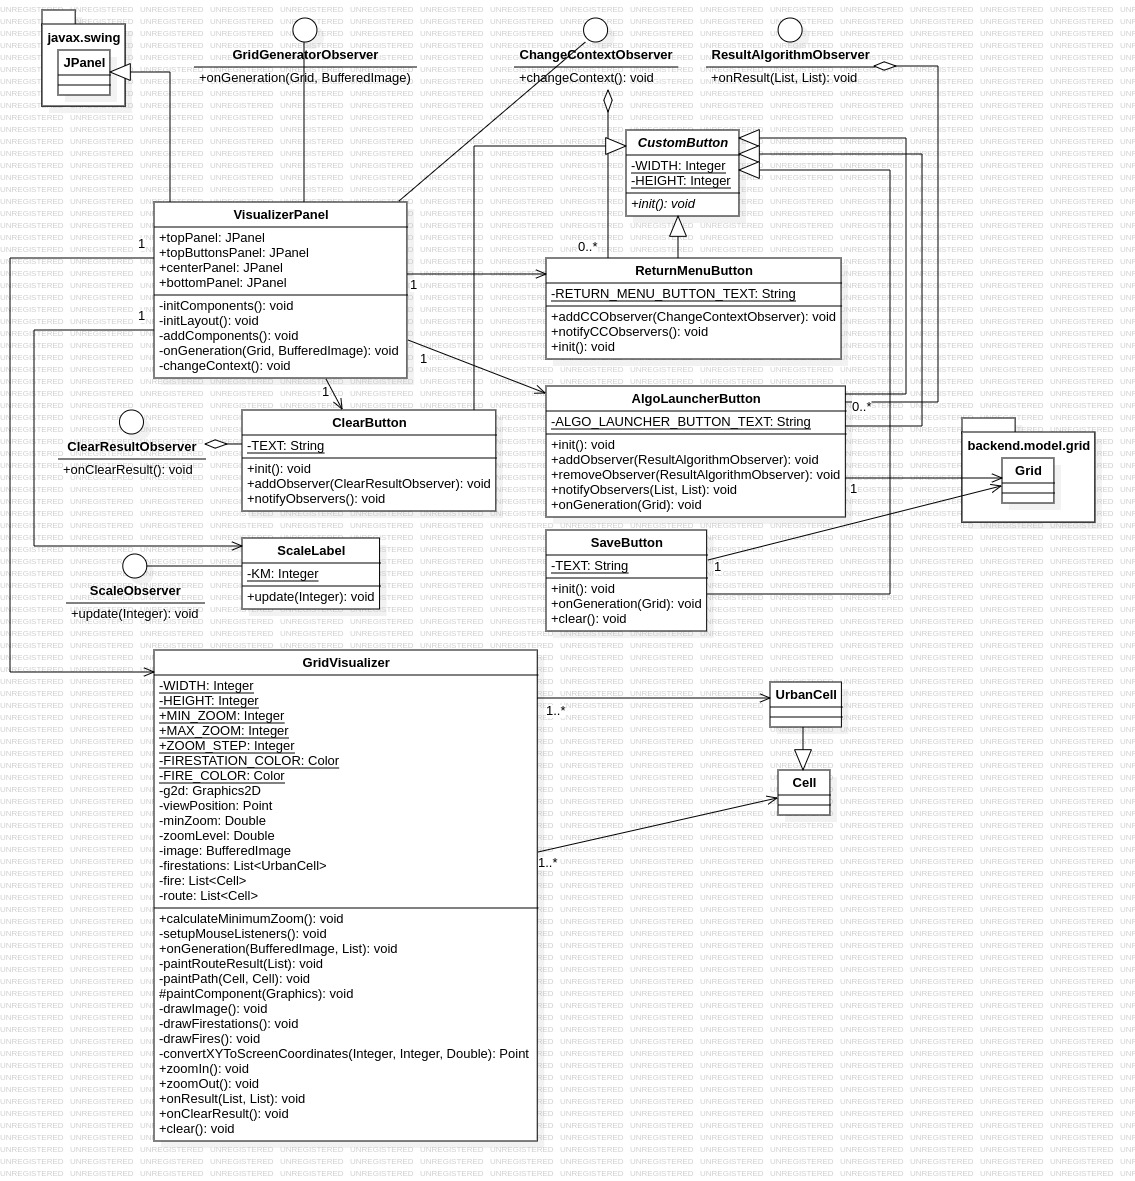 javax.swing
JPanel
GridGeneratorObserver
+onGeneration(Grid, BufferedImage)
ChangeContextObserver
+changeContext(): void
ResultAlgorithmObserver
+onResult(List, List): void
CustomButton
-WIDTH: Integer
-HEIGHT: Integer
+init(): void
VisualizerPanel
+topPanel: JPanel
+topButtonsPanel: JPanel
+centerPanel: JPanel
+bottomPanel: JPanel
-initComponents(): void
-initLayout(): void
-addComponents(): void
-onGeneration(Grid, BufferedImage): void
-changeContext(): void
1
1
1
1
1
0..*
ReturnMenuButton
-RETURN_MENU_BUTTON_TEXT: String
+addCCObserver(ChangeContextObserver): void
+notifyCCObservers(): void
+init(): void
AlgoLauncherButton
-ALGO_LAUNCHER_BUTTON_TEXT: String
+init(): void
+addObserver(ResultAlgorithmObserver): void
+removeObserver(ResultAlgorithmObserver): void
+notifyObservers(List, List): void
+onGeneration(Grid): void
0..*
1
backend.model.grid
Grid
ClearResultObserver
+onClearResult(): void
ClearButton
-TEXT: String
+init(): void
+addObserver(ClearResultObserver): void
+notifyObservers(): void
SaveButton
-TEXT: String
+init(): void
+onGeneration(Grid): void
+clear(): void
1
ScaleLabel
-KM: Integer
+update(Integer): void
ScaleObserver
+update(Integer): void
GridVisualizer
-WIDTH: Integer
-HEIGHT: Integer
+MIN_ZOOM: Integer
+MAX_ZOOM: Integer
+ZOOM_STEP: Integer
-FIRESTATION_COLOR: Color
-FIRE_COLOR: Color
-g2d: Graphics2D
-viewPosition: Point
-minZoom: Double
-zoomLevel: Double
-image: BufferedImage
-firestations: List<UrbanCell>
-fire: List<Cell>
-route: List<Cell>
+calculateMinimumZoom(): void
-setupMouseListeners(): void
+onGeneration(BufferedImage, List): void
-paintRouteResult(List): void
-paintPath(Cell, Cell): void
#paintComponent(Graphics): void
-drawImage(): void
-drawFirestations(): void
-drawFires(): void
-convertXYToScreenCoordinates(Integer, Integer, Double): Point
+zoomIn(): void
+zoomOut(): void
+onResult(List, List): void
+onClearResult(): void
+clear(): void
1..*
1..*
UrbanCell
Cell
UNREGISTERED